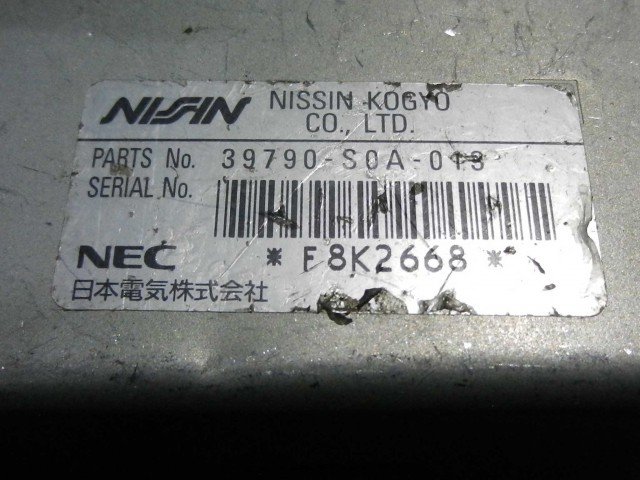 NISSIN NISSIN KOGYO
CO., LTD.
PARTS No. 39790-S0A-013
SERIAL No.
NEC * F8K2668 *
日本電気株式会社